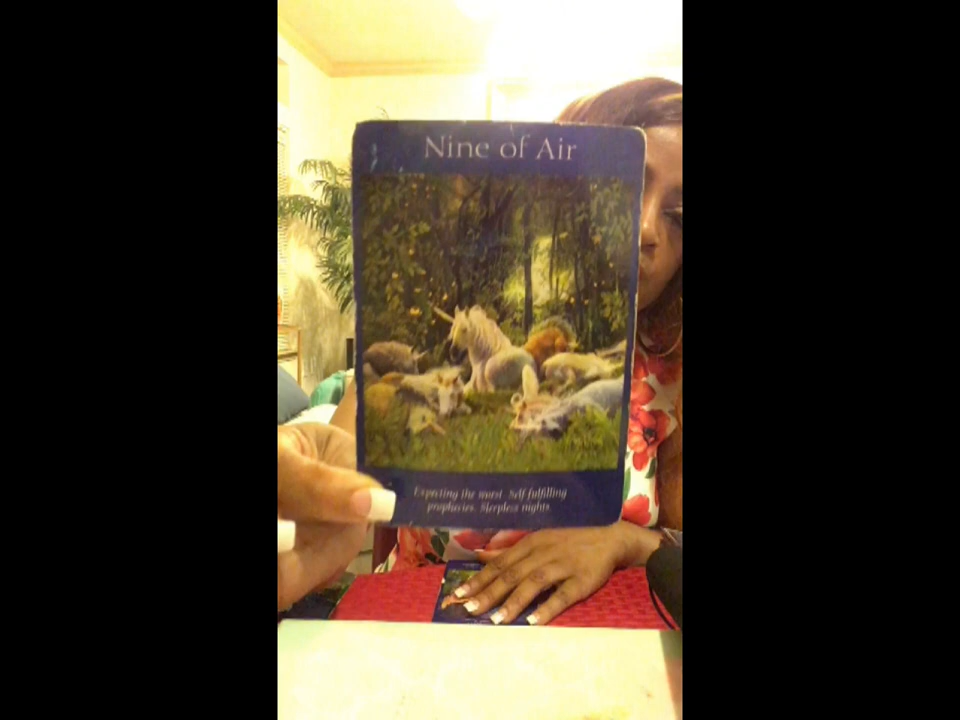 Nine of Air
Expecting the worst. Self fulfilling
prophecies. Sleepless nights.